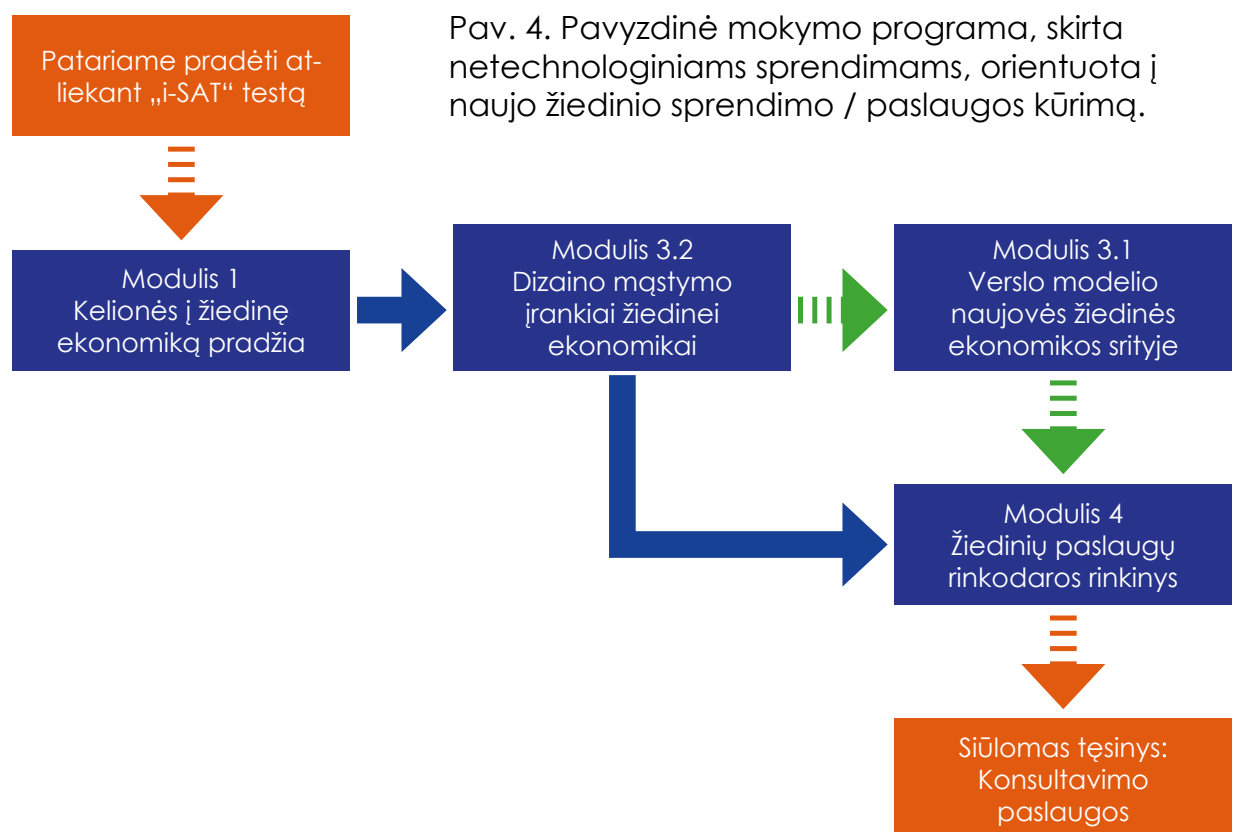 Patariame pradėti at-
liekant „i-SAT“ testą
Pav. 4. Pavyzdinė mokymo programa, skirta
netechnologiniams sprendimams, orientuota į
naujo žiedinio sprendimo / paslaugos kūrimą.
Modulis 1
Kelionės į žiedinę
ekonomiką pradžia
Modulis 3.2
Dizaino mąstymo
įrankiai žiedinei
ekonomikai
Modulis 3.1
Verslo modelio
naujovės žiedinės
ekonomikos srityje
Modulis 4
Žiedinių paslaugų
rinkodaros rinkinys
Siūlomas tęsinys:
Konsultavimo
paslaugos